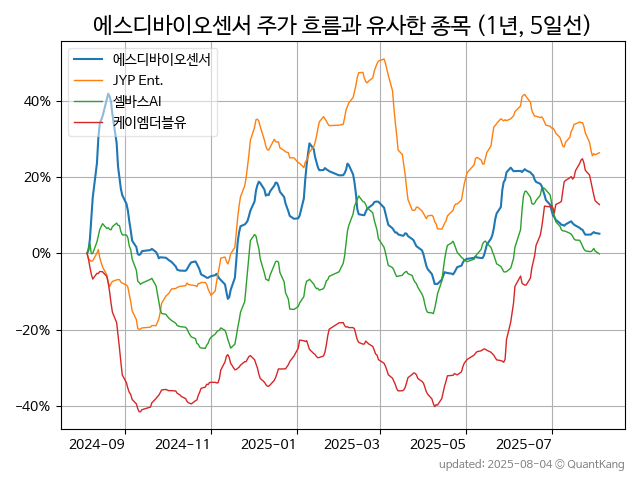 에스디바이오센서 주가 흐름과 유사한 종목 (1년, 5일선)
에스디바이오센서
JYP Ent.
셀바스AI
케이엠더블유
40%
20%
0%
−20%
−40%
2024-09 2024-11 2025-01 2025-03 2025-05 2025-07
updated: 2025-08-04 © QuantKang